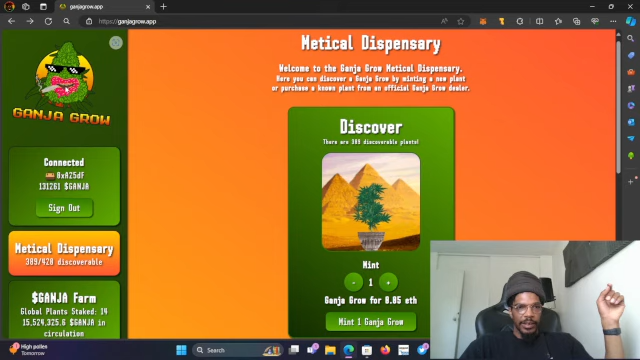 ganjagrow.app
https://ganjagrow.app
GANJA GROW
Connected
0xA25dF
131261 $GANJA
Sign Out
Metical Dispensary
389/420 discoverable
$GANJA Farm
Global Plants Staked: 14
15,524,325.6 $GANJA in
circulation
Metical Dispensary
Welcome to the Ganja Grow Metical Dispensary.
Here you can discover a Ganja Grow by minting a new plant
or purchase a known plant from an official Ganja Grow dealer.
Discover
There are 389 discoverable plants!
Mint
- 1 +
Ganja Grow for 0.05 eth
Mint 1 Ganja Grow
High pollen
Tomorrow
Search